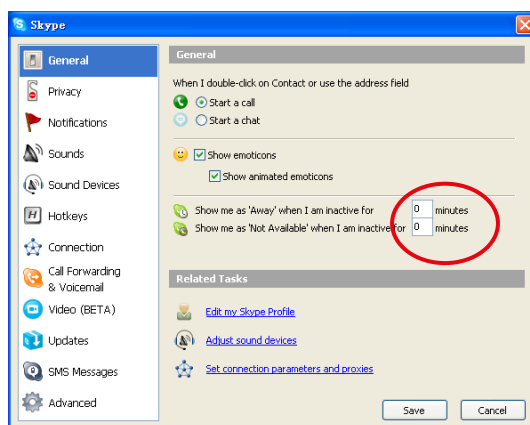 Skype
General
Privacy
Notifications
Sounds
Sound Devices
Hotkeys
Connection
Call Forwarding
& Voicemail
Video (BETA)
Updates
SMS Messages
Advanced
General
When I double-click on Contact or use the address field
Start a call
Start a chat
Show emoticons
Show animated emoticons
Show me as 'Away' when I am inactive for 0 minutes
Show me as 'Not Available' when I am inactive for 0 minutes
Related Tasks
Edit my Skype Profile
Adjust sound devices
Set connection parameters and proxies
Save Cancel